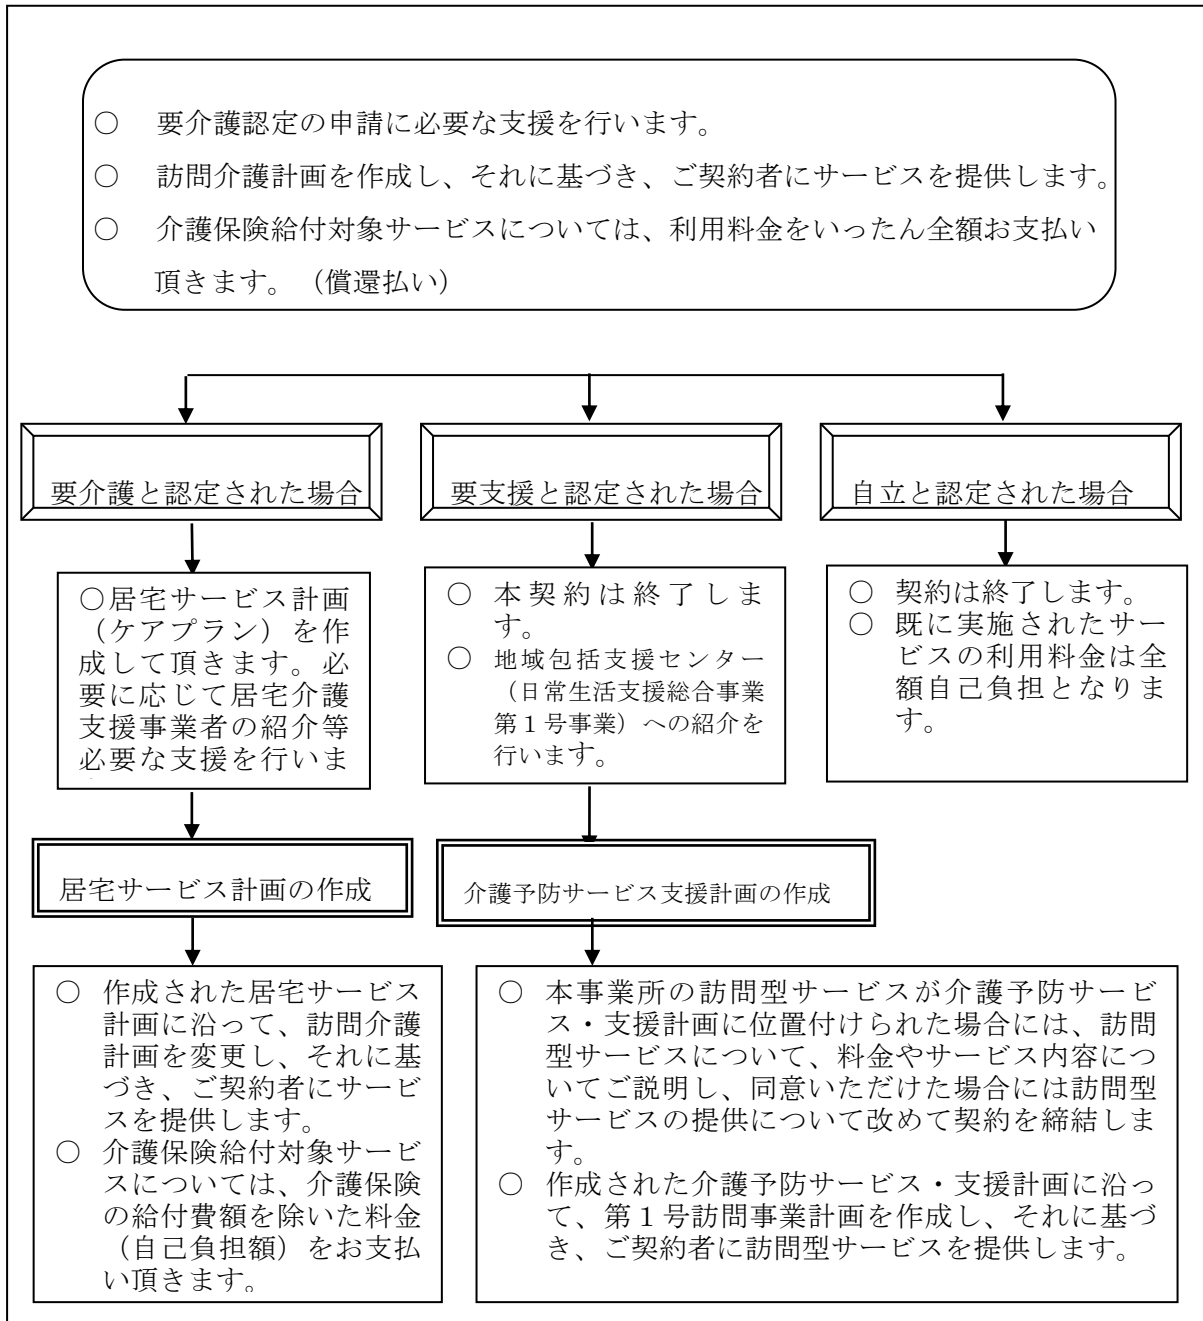 ○ 要介護認定の申請に必要な支援を行います。
○ 訪問介護計画を作成し、それに基づき、ご契約者にサービスを提供します。
○ 介護保険給付対象サービスについては、利用料金をいったん全額お支払い
頂きます。（償還払い）
要介護と認定された場合
要支援と認定された場合
自立と認定された場合
○居宅サービス計画
（ケアプラン）を作
成して頂きます。必
要に応じて居宅介護
支援事業者の紹介等
必要な支援を行いま
○ 本契約は終了しま
す。
○ 地域包括支援センター
（日常生活支援総合事業
第１号事業）への紹介を
行います。
○ 契約は終了します。
○ 既に実施されたサー
ビスの利用料金は全
額自己負担となりま
す。
居宅サービス計画の作成
介護予防サービス支援計画の作成
○ 作成された居宅サービス
計画に沿って、訪問介護
計画を変更し、それに基
づき、ご契約者にサービ
スを提供します。
○ 介護保険給付対象サービ
スについては、介護保険
の給付費額を除いた料金
（自己負担額）をお支払
い頂きます。
○ 本事業所の訪問型サービスが介護予防サービ
ス・支援計画に位置付けられた場合には、訪問
型サービスについて、料金やサービス内容につ
いてご説明し、同意いただけた場合には訪問型
サービスの提供について改めて契約を締結しま
す。
○ 作成された介護予防サービス・支援計画に沿っ
て、第１号訪問事業計画を作成し、それに基づ
き、ご契約者に訪問型サービスを提供します。